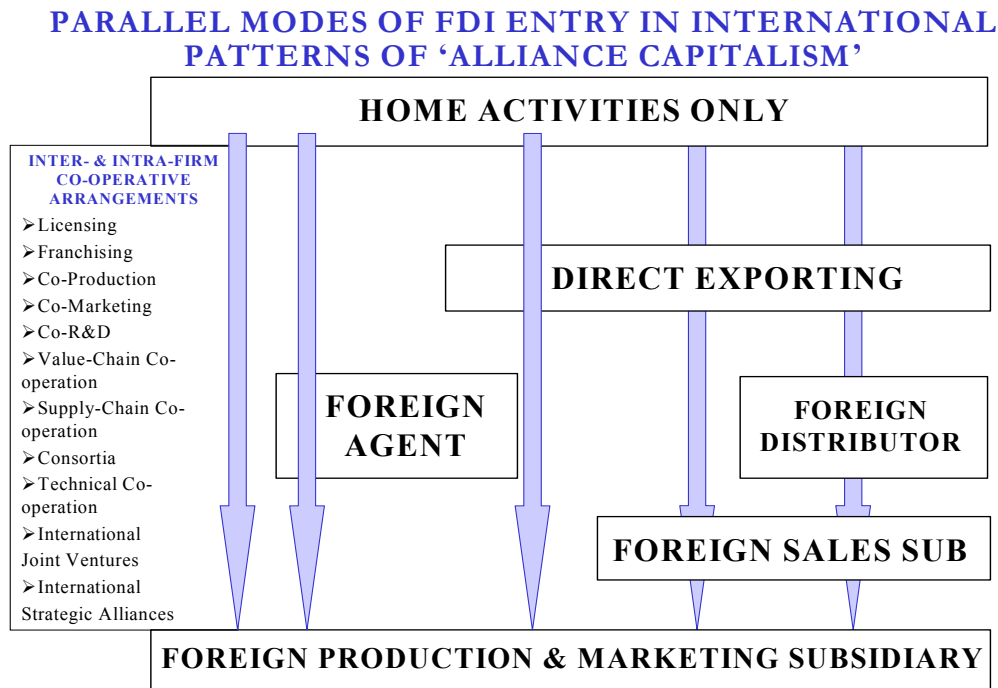 PARALLEL MODES OF FDI ENTRY IN INTERNATIONAL
PATTERNS OF ‘ALLIANCE CAPITALISM’
HOME ACTIVITIES ONLY
INTER- & INTRA-FIRM
CO-OPERATIVE
ARRANGEMENTS
➢Licensing
➢Franchising
➢Co-Production
➢Co-Marketing
➢Co-R&D
➢Value-Chain Co-
operation
➢Supply-Chain Co-
operation
➢Consortia
➢Technical Co-
operation
➢International
Joint Ventures
➢International
Strategic Alliances
DIRECT EXPORTING
FOREIGN
AGENT
FOREIGN
DISTRIBUTOR
FOREIGN SALES SUB
FOREIGN PRODUCTION & MARKETING SUBSIDIARY